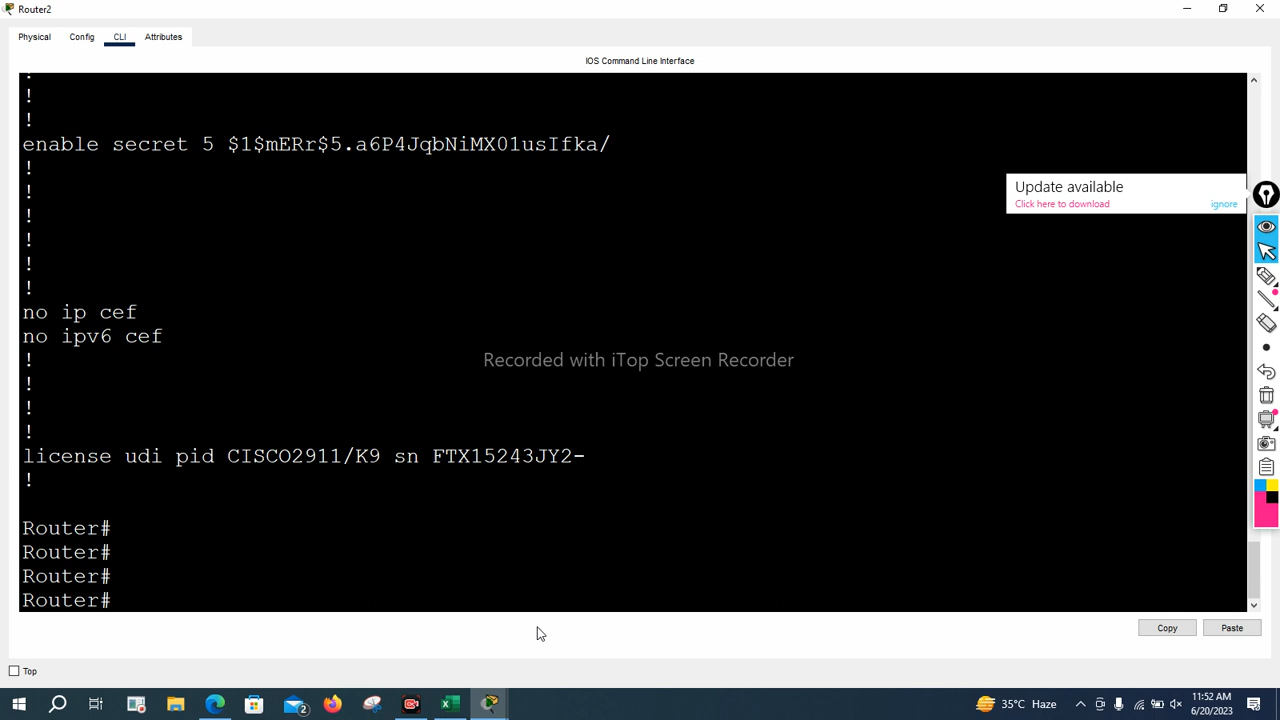 Router2
Physical
Config
CLI
Attributes
IOS Command Line Interface
!
!
!
enable secret 5 $1$mERr$5.a6P4JqbNiMX01usIfka/
!
!
!
!
!
!
no ip cef
no ipv6 cef
!
!
!
!
license udi pid CISCO2911/K9 sn FTX15243JY2-
!
Router#
Router#
Router#
Router#
Update available
Click here to download
ignore
Recorded with iTop Screen Recorder
Copy
Paste
Top
2
35°C Haze
11:52 AM
6/20/2023